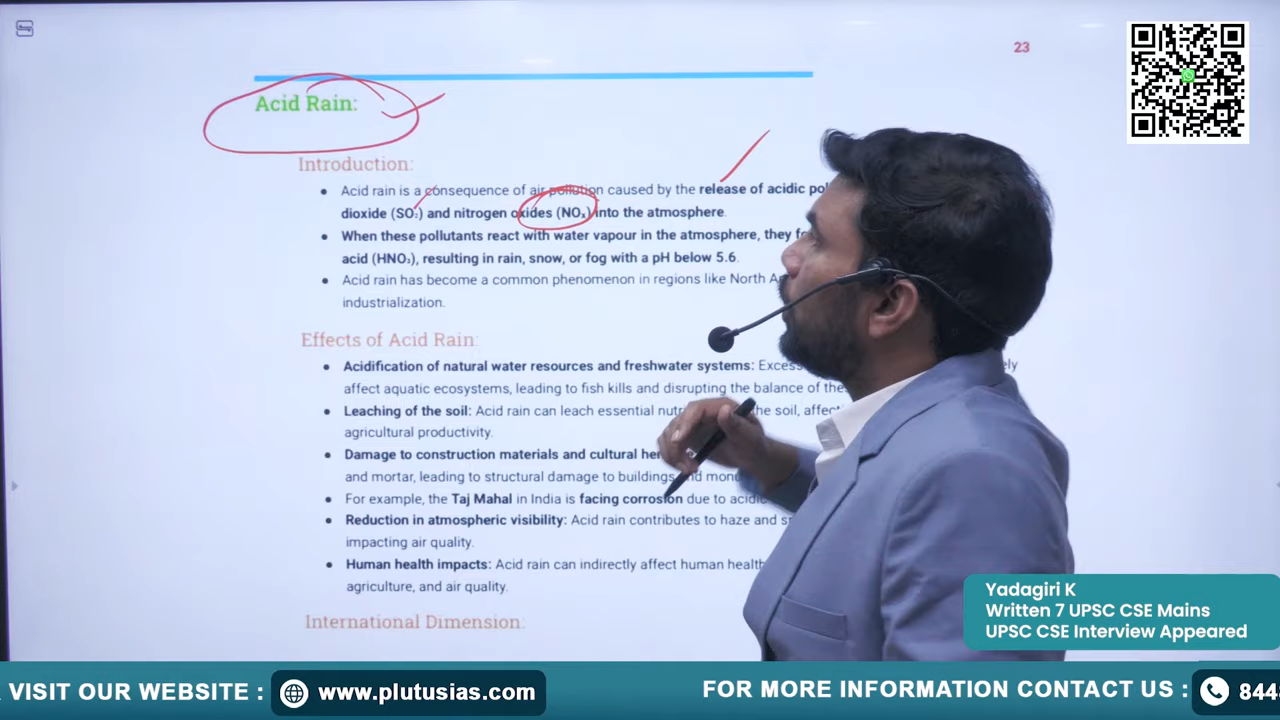 23
Acid Rain:
Introduction:
Acid rain is a consequence of air pollution caused by the release of acidic
dioxide (SO₂) and nitrogen oxides (NOₓ) into the atmosphere.
When these pollutants react with water vapour in the atmosphere, they
acid (HNO₃), resulting in rain, snow, or fog with a pH below 5.6.
Acid rain has become a common phenomenon in regions like North
industrialization.
Effects of Acid Rain:
Acidification of natural water resources and freshwater systems:
affect aquatic ecosystems, leading to fish kills and disrupting the balance of
Leaching of the soil: Acid rain can leach essential soil,
agricultural productivity.
Damage to construction materials and cultural
and mortar, leading to structural damage to buildings and
For example, the Taj Mahal in India is facing corrosion due to
Reduction in atmospheric visibility: Acid rain contributes to haze and
impacting air quality.
Human health impacts: Acid rain can indirectly affect human health
agriculture, and air quality.
International Dimension:
Yadagiri K
Written 7 UPSC CSE Mains
UPSC CSE Interview Appeared
VISIT OUR WEBSITE : www.plutusias.com FOR MORE INFORMATION CONTACT US : 844